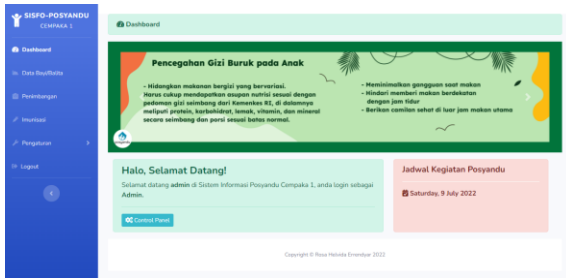 SISFO-POSYANDU
CEMPAKA 1
Dashboard
Data Bayi/Balita
Penimbangan
Imunisasi
Pengaturan
Logout
Dashboard
Pencegahan Gizi Buruk pada Anak
- Hidangkan makanan bergizi yang bervariasi.
Harus cukup mendapatkan asupan nutrisi sesuai dengan
pedoman gizi seimbang dari Kemenkes RI, di dalamnya
meliputi protein, karbohidrat, lemak, vitamin, dan mineral
secara seimbang dan porsi sesuai batas normal.
- Meminimalkan gangguan saat makan
- Hindari memberi makan berdekatan
dengan jam tidur
- Berikan camilan sehat di luar jam makan utama
Halo, Selamat Datang!
Selamat datang admin di Sistem Informasi Posyandu Cempaka 1, anda login sebagai
Admin.
Control Panel
Jadwal Kegiatan Posyandu
Saturday, 9 July 2022
Copyright © Rosa Heinida Ernindyar 2022